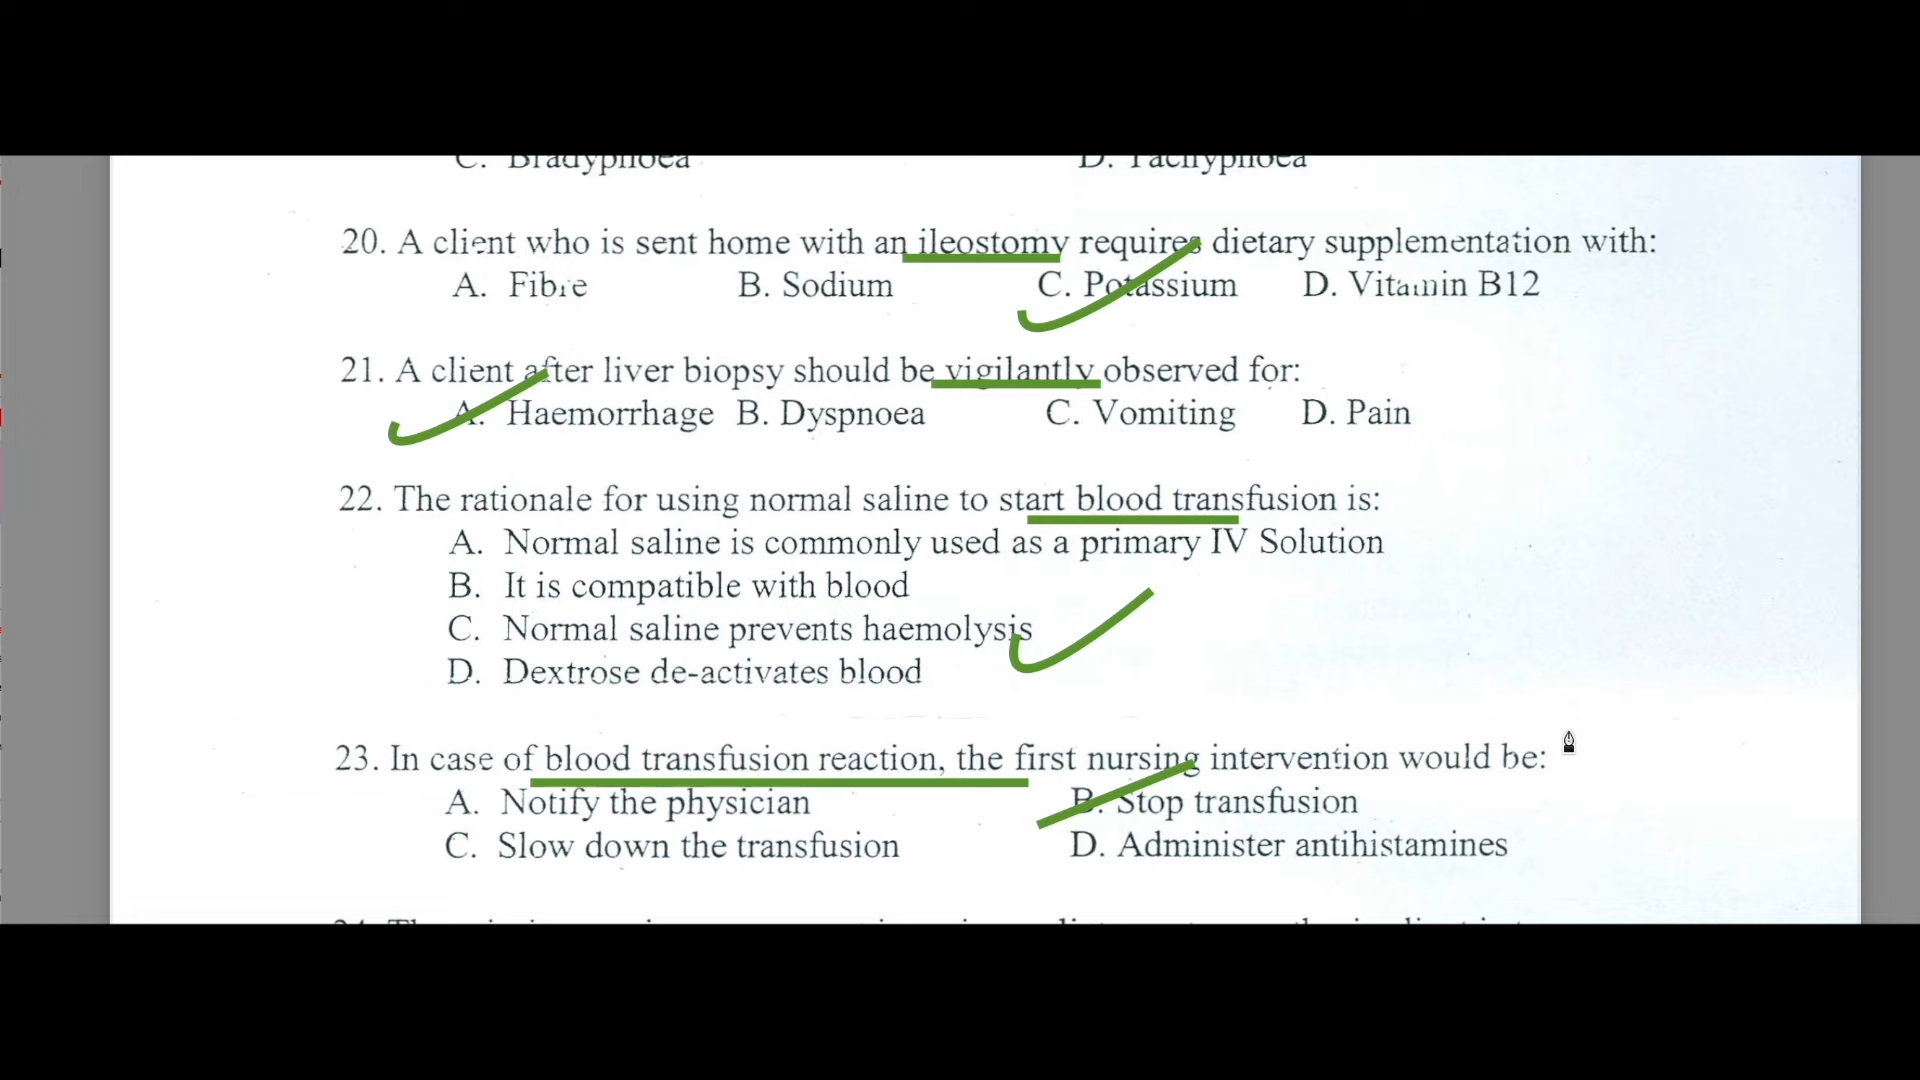 C. Bradypnoea D. Tachypnoea
20. A client who is sent home with an ileostomy requires dietary supplementation with:
A. Fibre B. Sodium C. Potassium D. Vitamin B12
21. A client after liver biopsy should be vigilantly observed for:
A. Haemorrhage B. Dyspnoea C. Vomiting D. Pain
22. The rationale for using normal saline to start blood transfusion is:
A. Normal saline is commonly used as a primary IV Solution
B. It is compatible with blood
C. Normal saline prevents haemolysis
D. Dextrose de-activates blood
23. In case of blood transfusion reaction, the first nursing intervention would be:
A. Notify the physician B. Stop transfusion
C. Slow down the transfusion D. Administer antihistamines